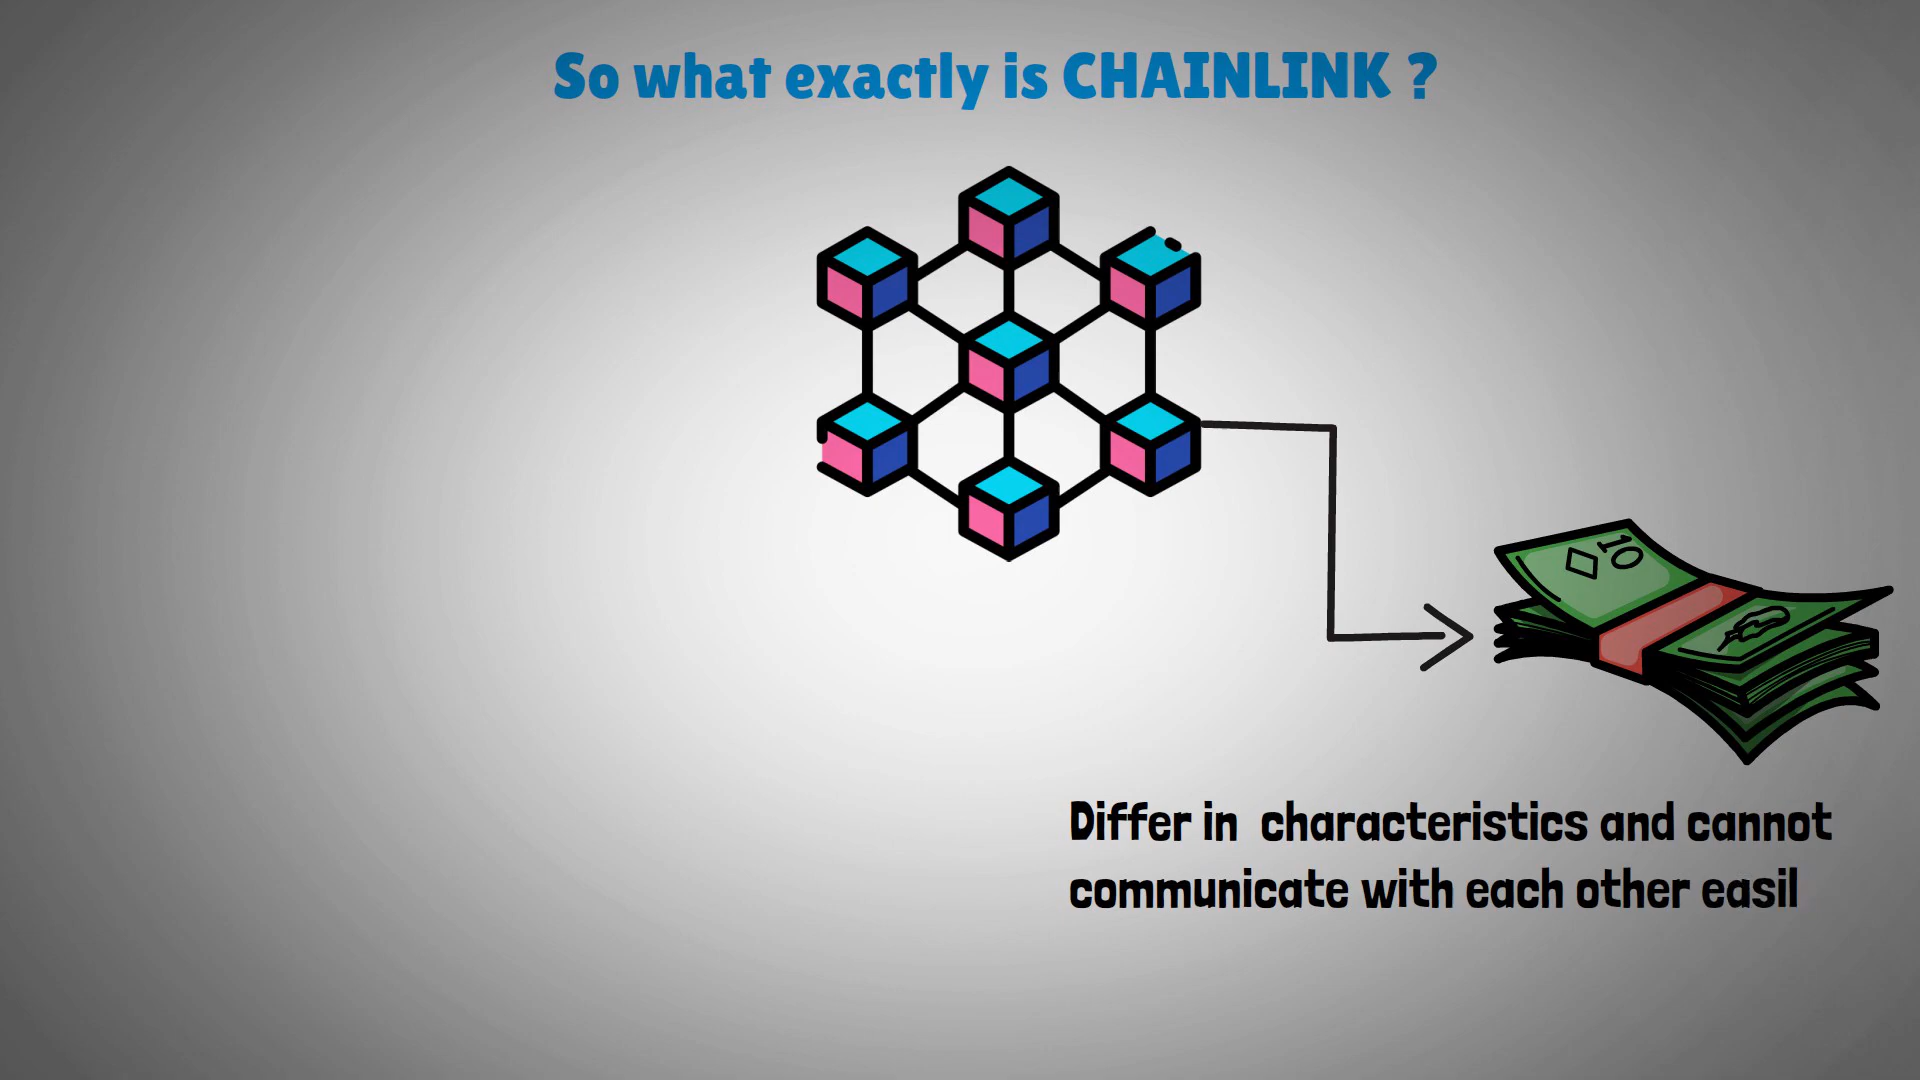 So what exactly is CHAINLINK ?
10
Differ in characteristics and cannot
communicate with each other easil